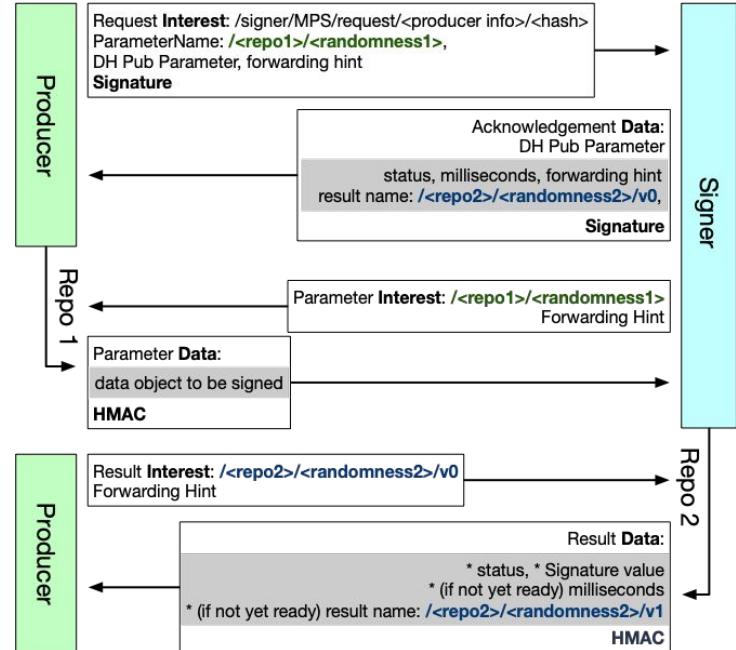 Request Interest: /signer/MPS/request/<producer info>/<hash>
ParameterName: /<repo1>/<randomness1>,
DH Pub Parameter, forwarding hint
Signature
Producer
Signer
Acknowledgement Data:
DH Pub Parameter
status, milliseconds, forwarding hint
result name: /<repo2>/<randomness2>/v0,
Signature
Repo 1
Parameter Interest: /<repo1>/<randomness1>
Forwarding Hint
Parameter Data:
data object to be signed
HMAC
Repo 2
Producer
Result Interest: /<repo2>/<randomness2>/v0
Forwarding Hint
Result Data:
* status, * Signature value
* (if not yet ready) milliseconds
* (if not yet ready) result name: /<repo2>/<randomness2>/v1
HMAC